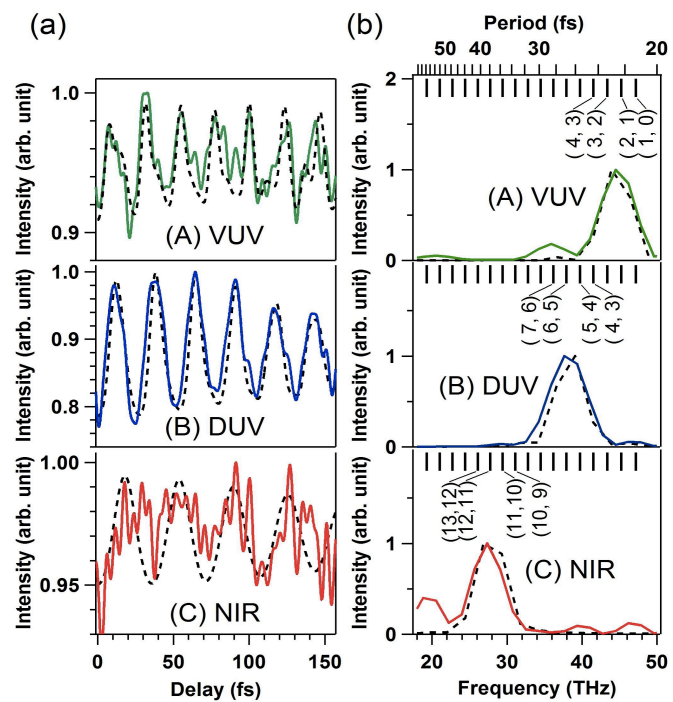 (a)
(b)
Period (fs)
50 40 30 28 20
Intensity (arb. unit)
1.0
0.9
(A) VUV
Intensity (arb. unit)
2
1
0
( 4, 3)
( 3, 2)
( 2, 1)
( 1, 0)
(A) VUV
Intensity (arb. unit)
1.0
0.9
0.8
(B) DUV
Intensity (arb. unit)
1
0
( 7, 6)
( 6, 5)
( 5, 4)
( 4, 3)
(B) DUV
Intensity (arb. unit)
1.00
0.95
(C) NIR
Intensity (arb. unit)
1
0
(13,12)
(12,11)
(11,10)
(10, 9)
(C) NIR
0 50 100 150
Delay (fs)
20 30 40 50
Frequency (THz)